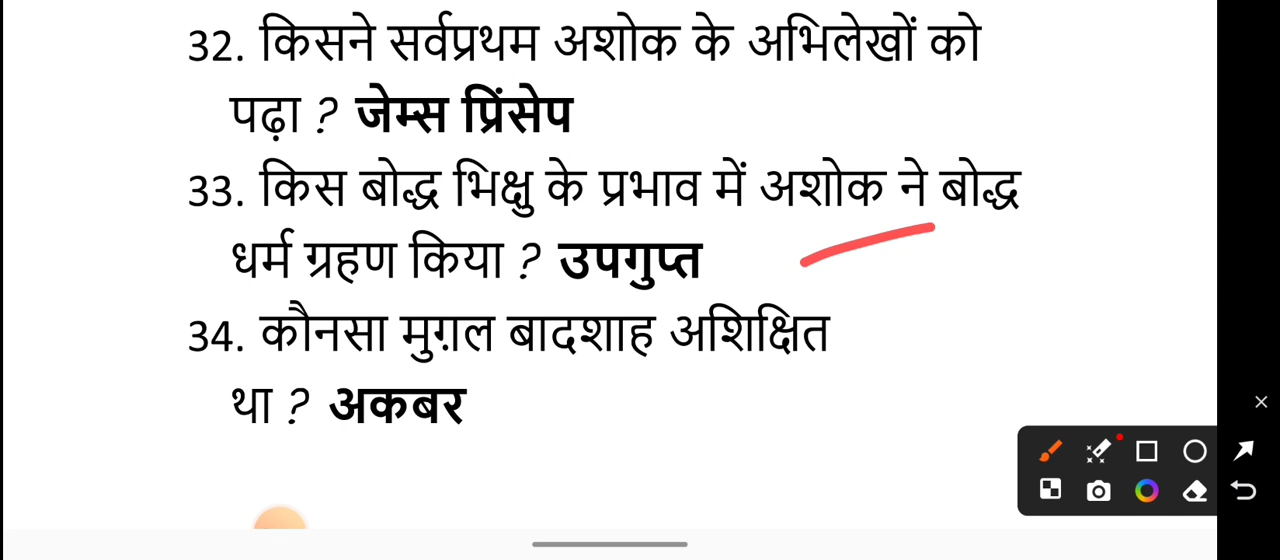 32. किसने सर्वप्रथम अशोक के अभिलेखों को
पढ़ा ? जेम्स प्रिंसेप
33. किस बोद्ध भिक्षु के प्रभाव में अशोक ने बोद्ध
धर्म ग्रहण किया ? उपगुप्त
34. कौनसा मुग़ल बादशाह अशिक्षित
था ? अकबर